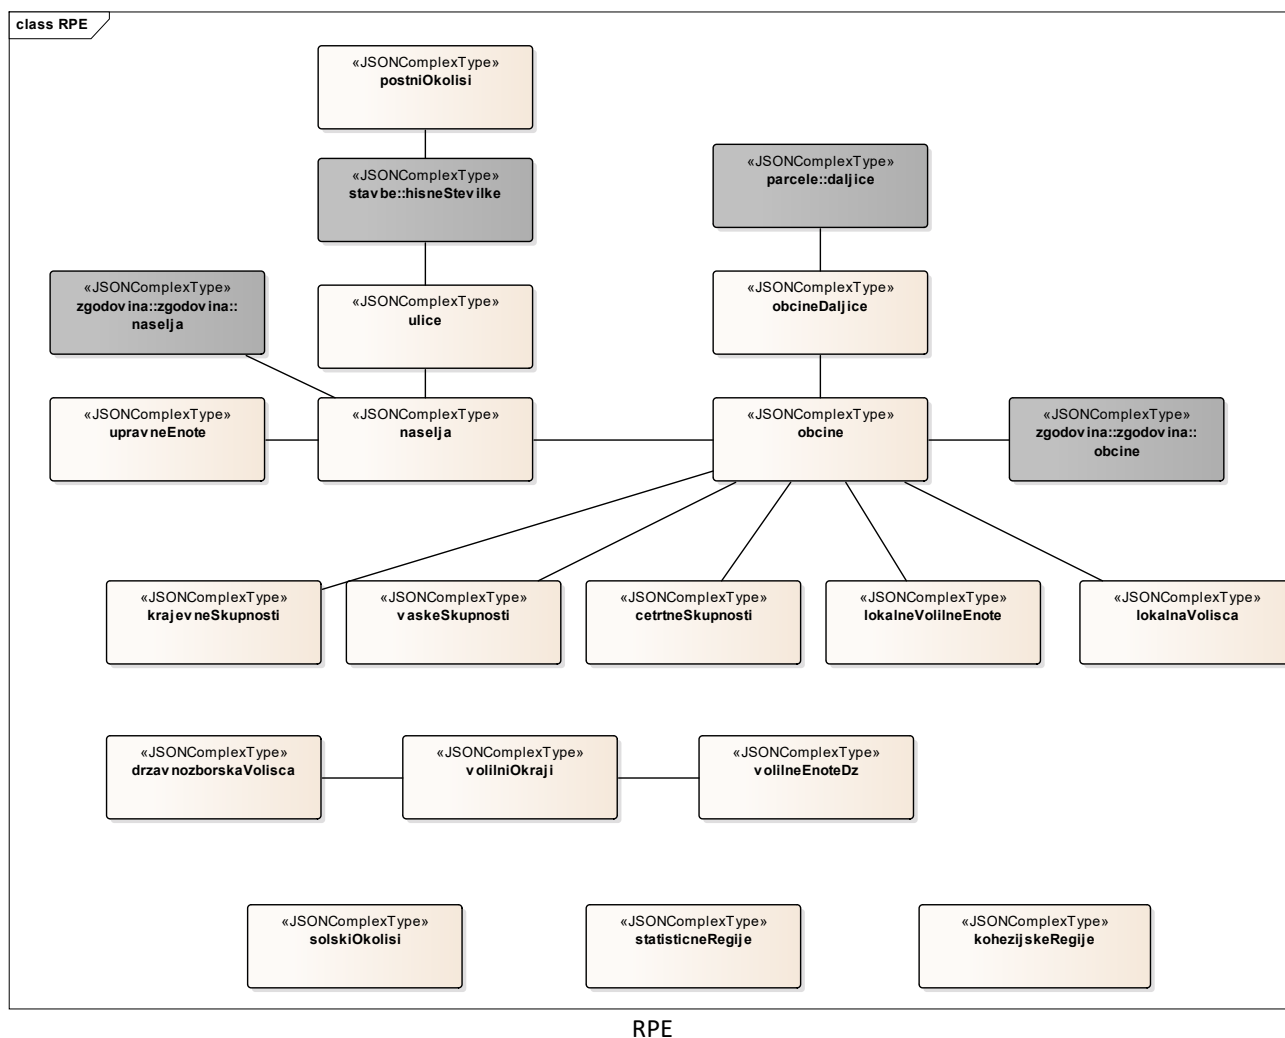 class RPE
«JSONComplexType»
postniOkolisi
«JSONComplexType»
stavbe::hisneStevilke
«JSONComplexType»
parcele::daljice
«JSONComplexType»
zgodovina::zgodovina::
naselja
«JSONComplexType»
ulice
«JSONComplexType»
obcineDaljice
«JSONComplexType»
upravneEnote
«JSONComplexType»
naselja
«JSONComplexType»
obcine
«JSONComplexType»
zgodovina::zgodovina::
obcine
«JSONComplexType»
krajevneSkupnosti
«JSONComplexType»
vaskeSkupnosti
«JSONComplexType»
cetrtneSkupnosti
«JSONComplexType»
lokalneVolilneEnote
«JSONComplexType»
lokalnaVolisca
«JSONComplexType»
drzavnozborskaVolisca
«JSONComplexType»
volilniOkraji
«JSONComplexType»
volilneEnoteDz
«JSONComplexType»
solskiOkolisi
«JSONComplexType»
statisticneRegije
«JSONComplexType»
kohezijskeRegije
RPE